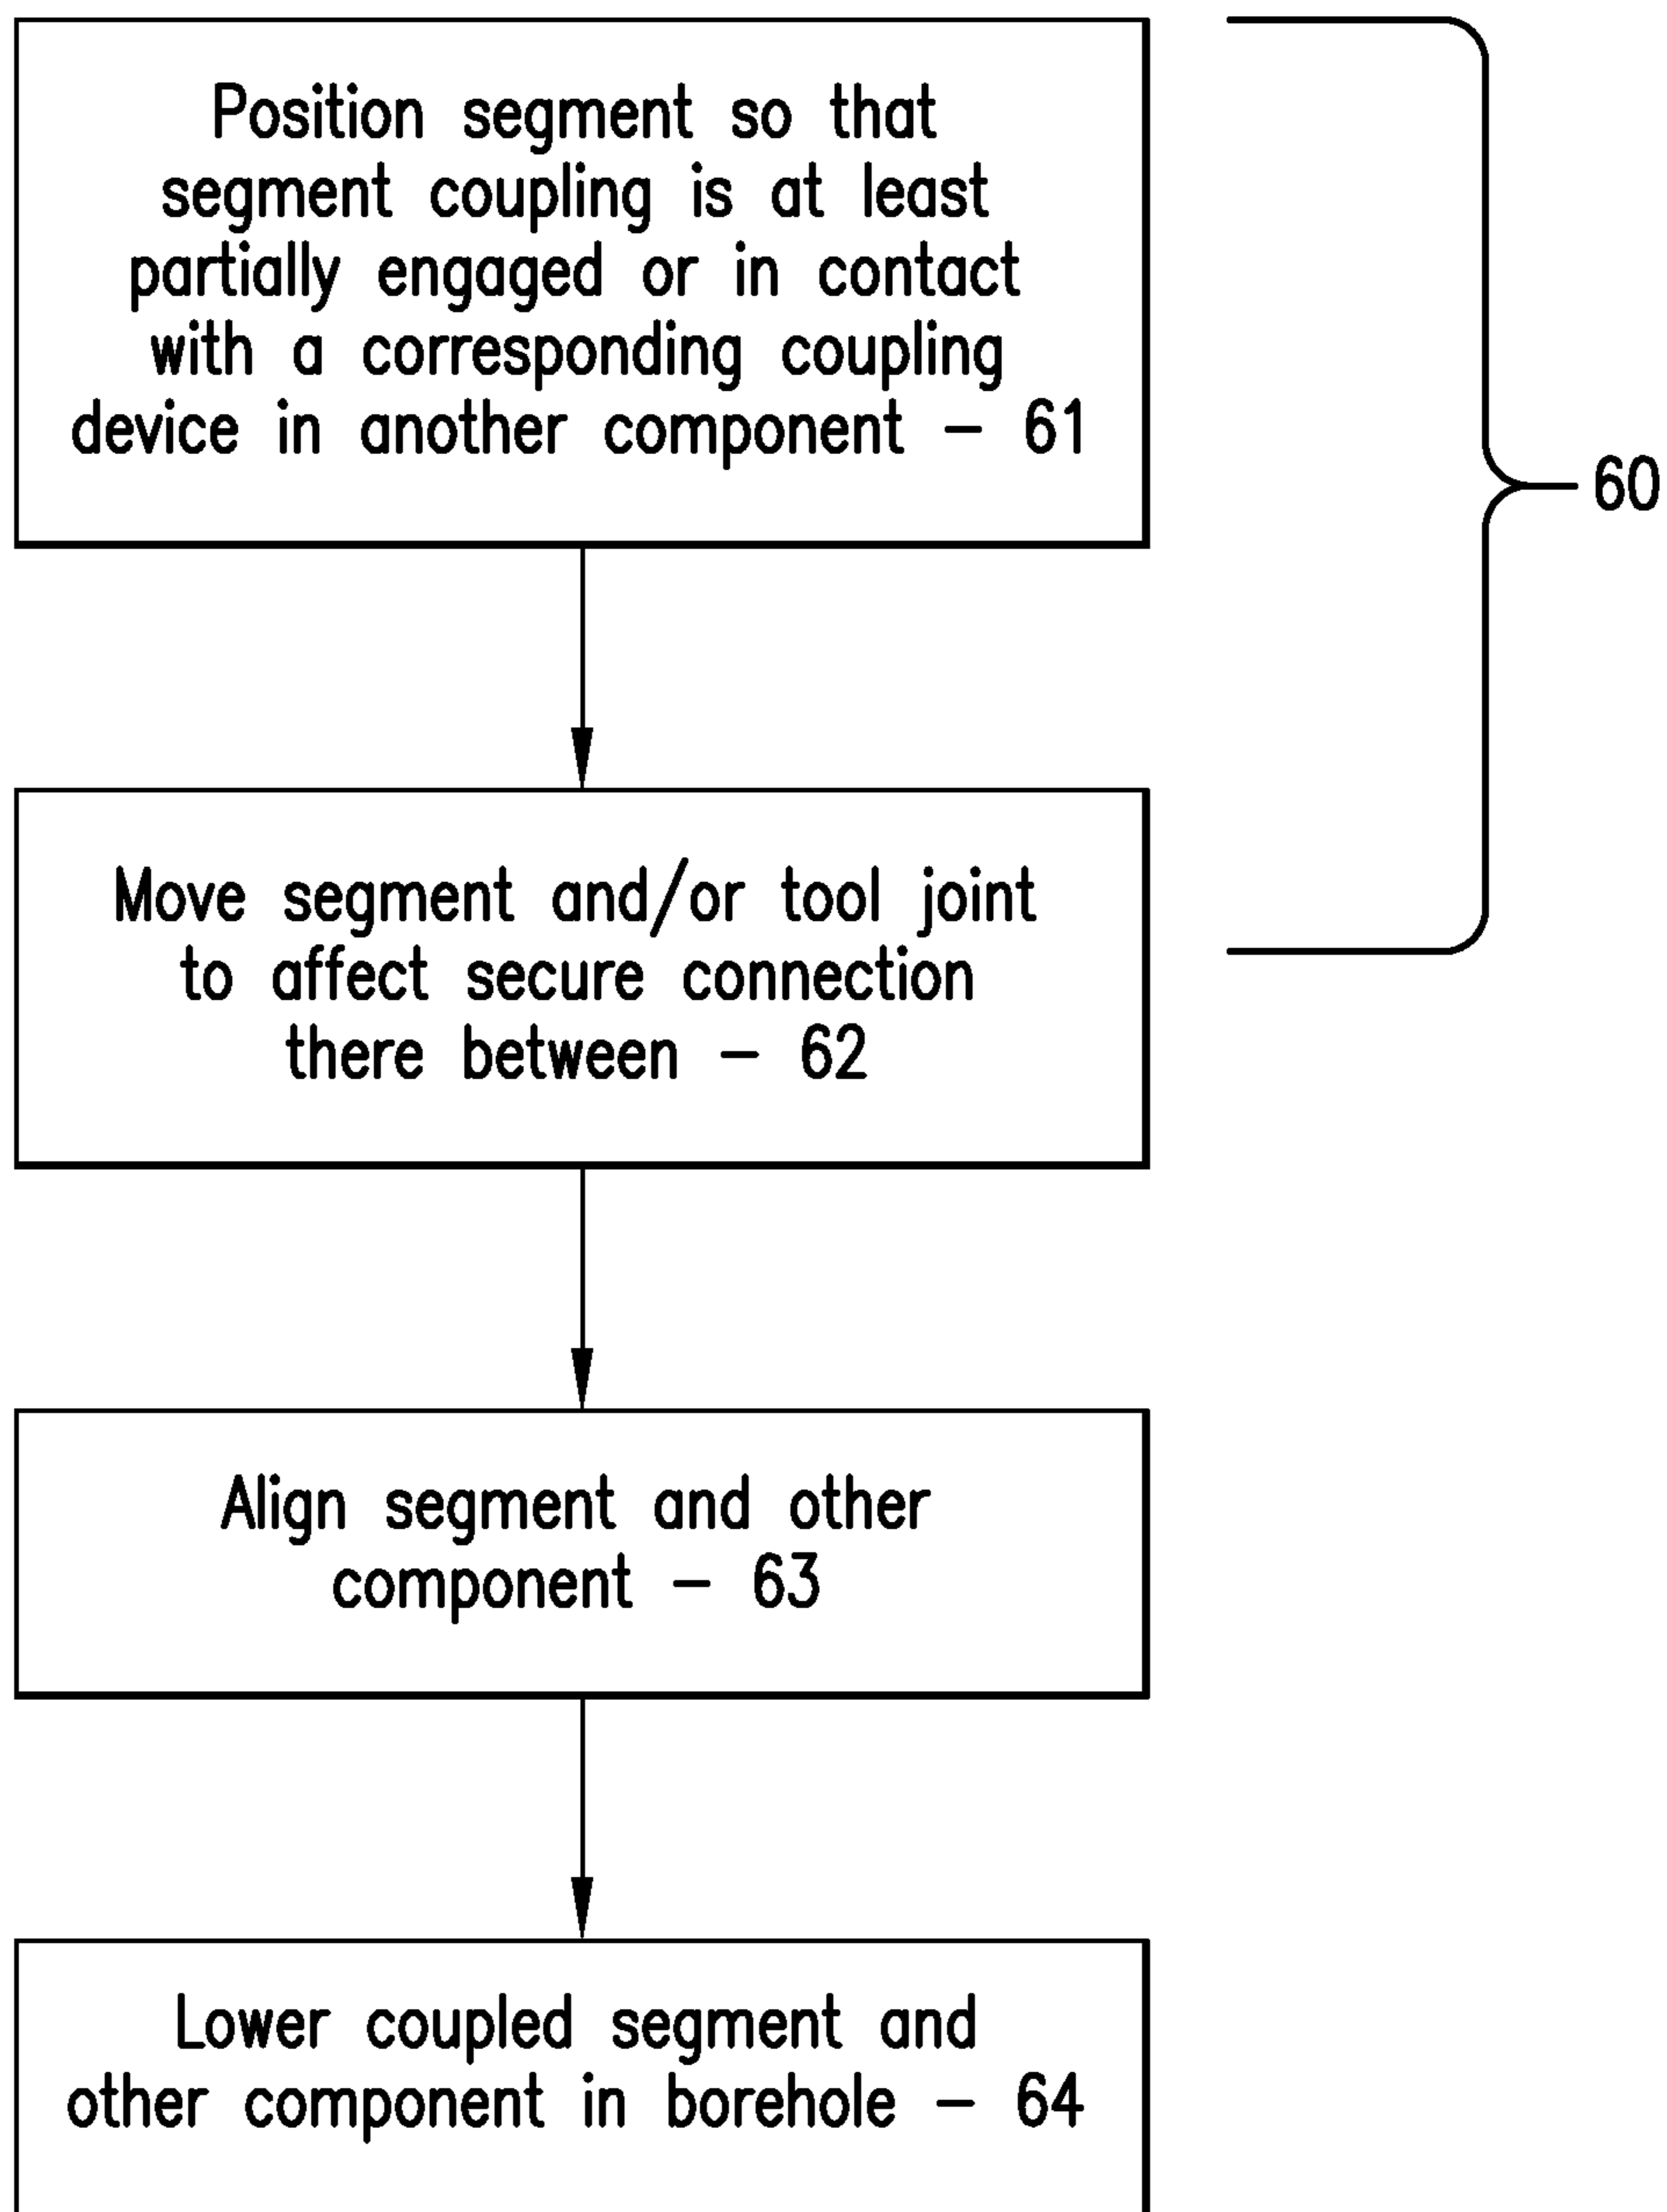 Position segment so that
segment coupling is at least
partially engaged or in contact
with a corresponding coupling
device in another component — 61
60
Move segment and/or tool joint
to affect secure connection
there between — 62
Align segment and other
component — 63
Lower coupled segment and
other component in borehole — 64